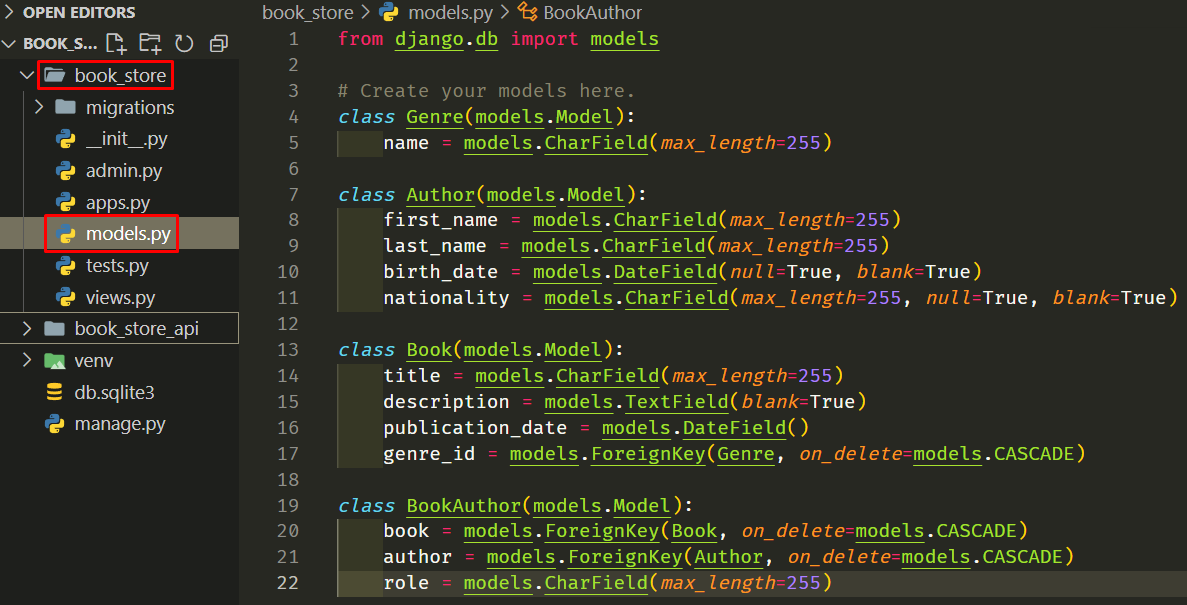 OPEN EDITORS
BOOK_S...
book_store
migrations
__init__.py
admin.py
apps.py
models.py
tests.py
views.py
book_store_api
venv
db.sqlite3
manage.py
book_store > models.py > BookAuthor
1 from django.db import models
2
3 # Create your models here.
4 class Genre(models.Model):
5 name = models.CharField(max_length=255)
6
7 class Author(models.Model):
8 first_name = models.CharField(max_length=255)
9 last_name = models.CharField(max_length=255)
10 birth_date = models.DateField(null=True, blank=True)
11 nationality = models.CharField(max_length=255, null=True, blank=True)
12
13 class Book(models.Model):
14 title = models.CharField(max_length=255)
15 description = models.TextField(blank=True)
16 publication_date = models.DateField()
17 genre_id = models.ForeignKey(Genre, on_delete=models.CASCADE)
18
19 class BookAuthor(models.Model):
20 book = models.ForeignKey(Book, on_delete=models.CASCADE)
21 author = models.ForeignKey(Author, on_delete=models.CASCADE)
22 role = models.CharField(max_length=255)